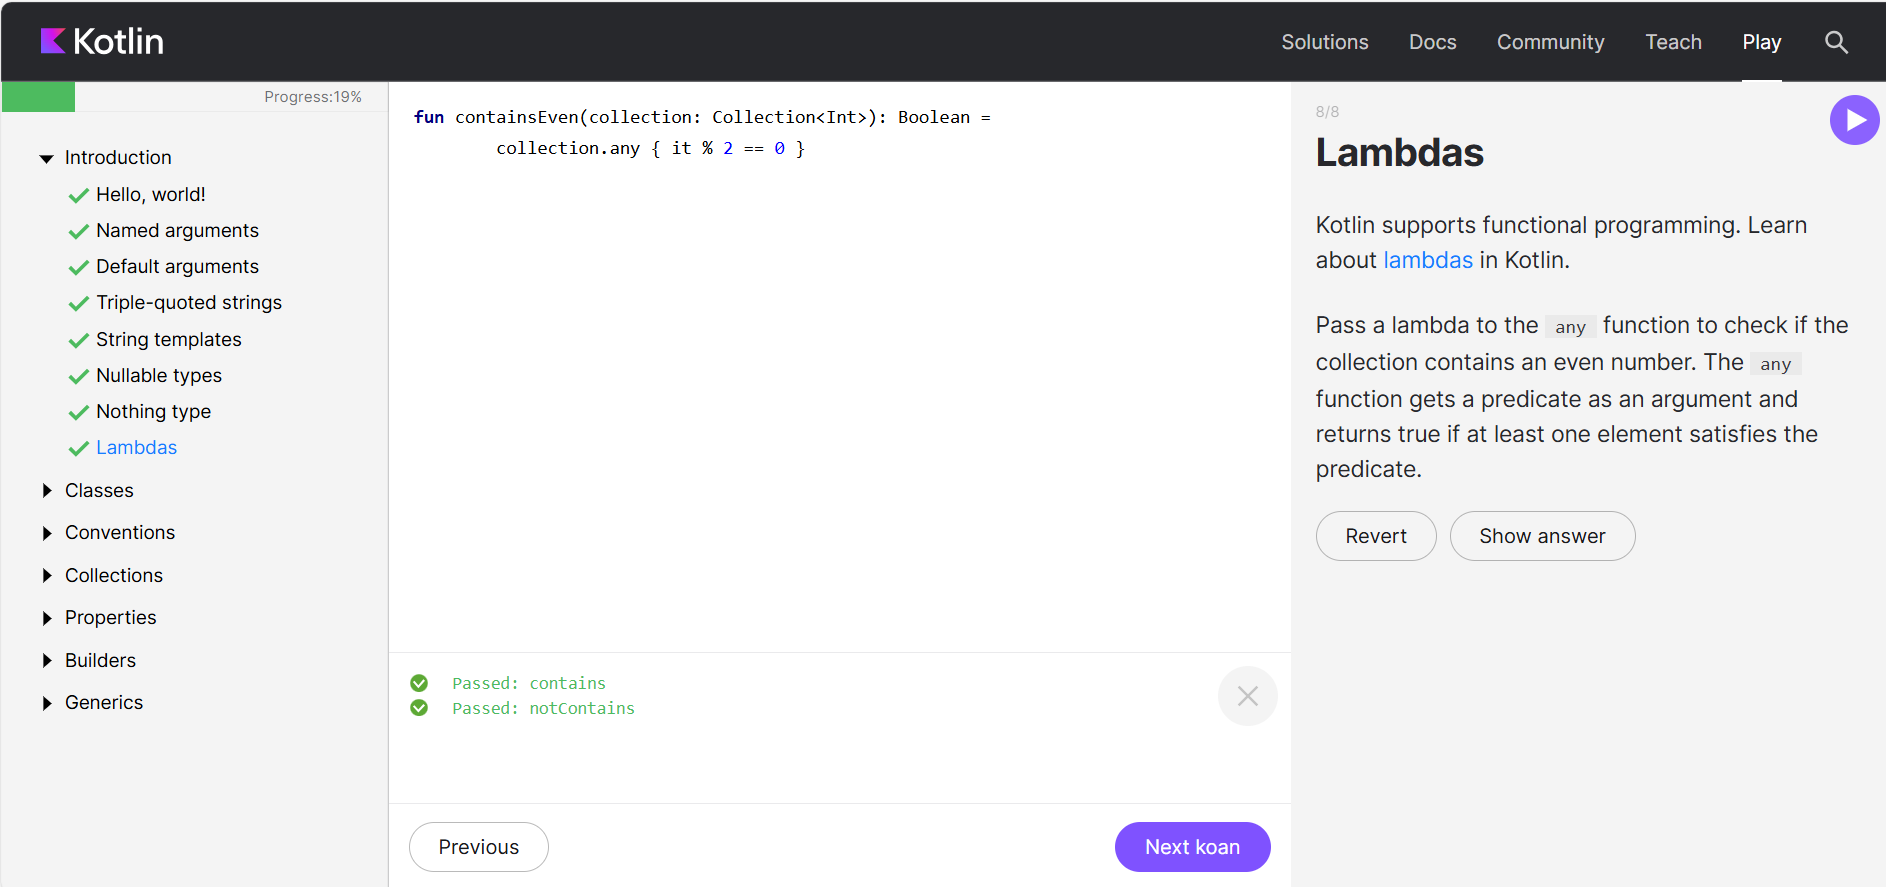 Kotlin
Solutions
Docs
Community
Teach
Play
Progress:19%
Introduction
Hello, world!
Named arguments
Default arguments
Triple-quoted strings
String templates
Nullable types
Nothing type
Lambdas
Classes
Conventions
Collections
Properties
Builders
Generics
fun containsEven(collection: Collection<Int>): Boolean =
        collection.any { it % 2 == 0 }
Passed: contains
Passed: notContains
Previous
Next koan
8/8
Lambdas
Kotlin supports functional programming. Learn
about lambdas in Kotlin.
Pass a lambda to the any function to check if the
collection contains an even number. The any
function gets a predicate as an argument and
returns true if at least one element satisfies the
predicate.
Revert
Show answer